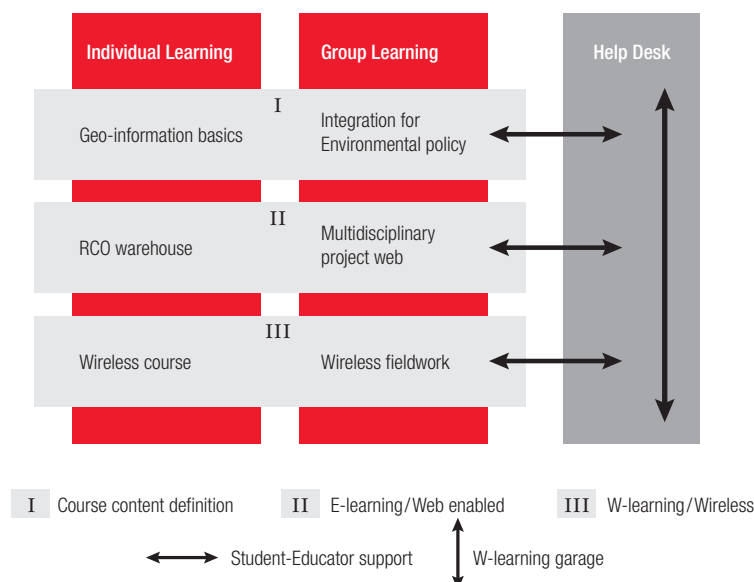 Individual Learning
Group Learning
Help Desk
I
Geo-information basics
Integration for
Environmental policy
II
RCO warehouse
Multidisciplinary
project web
III
Wireless course
Wireless fieldwork
I Course content definition
II E-learning/Web enabled
III W-learning/Wireless
Student-Educator support
W-learning garage